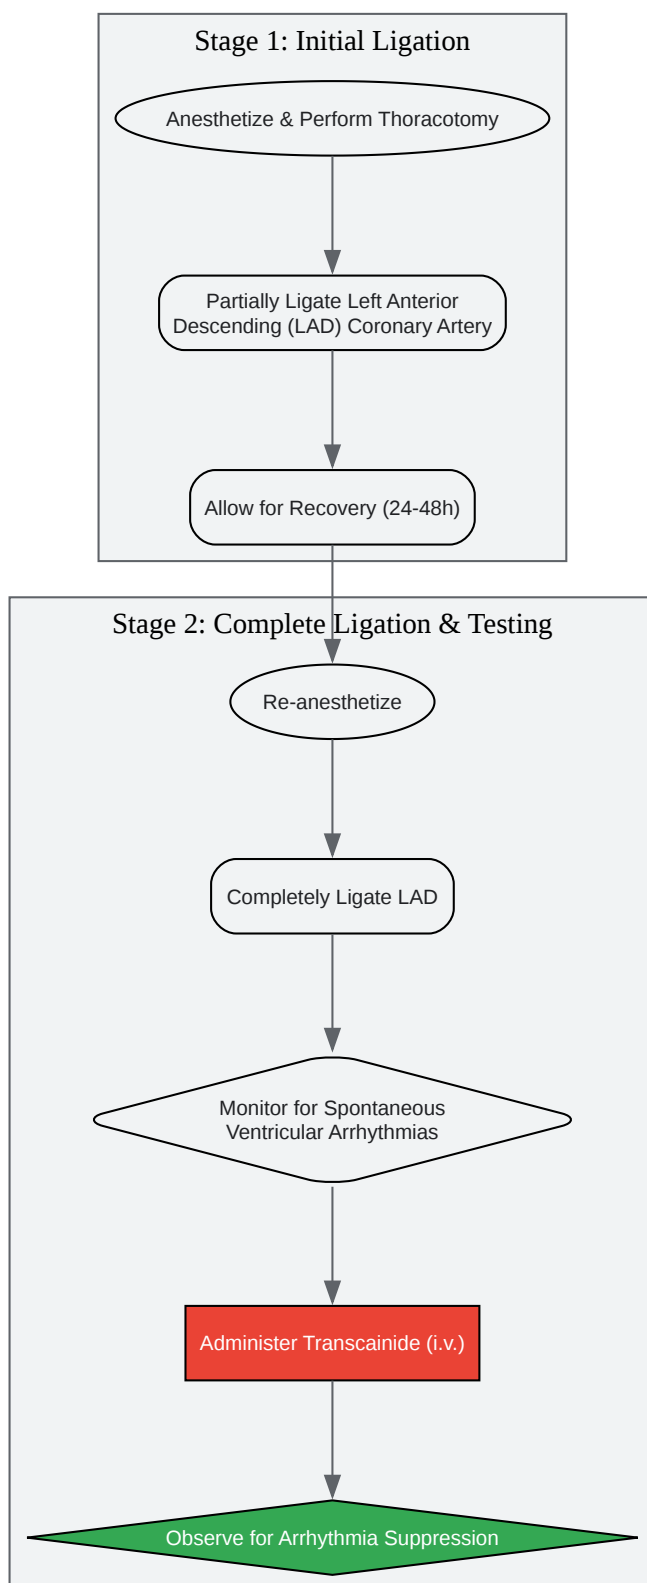 Stage 1: Initial Ligation
Anesthetize & Perform Thoracotomy
Partially Ligate Left Anterior
Descending (LAD) Coronary Artery
Allow for Recovery (24-48h)
Stage 2: Complete Ligation & Testing
Re-anesthetize
Completely Ligate LAD
Monitor for Spontaneous
Ventricular Arrhythmias
Administer Transcainide (i.v.)
Observe for Arrhythmia Suppression